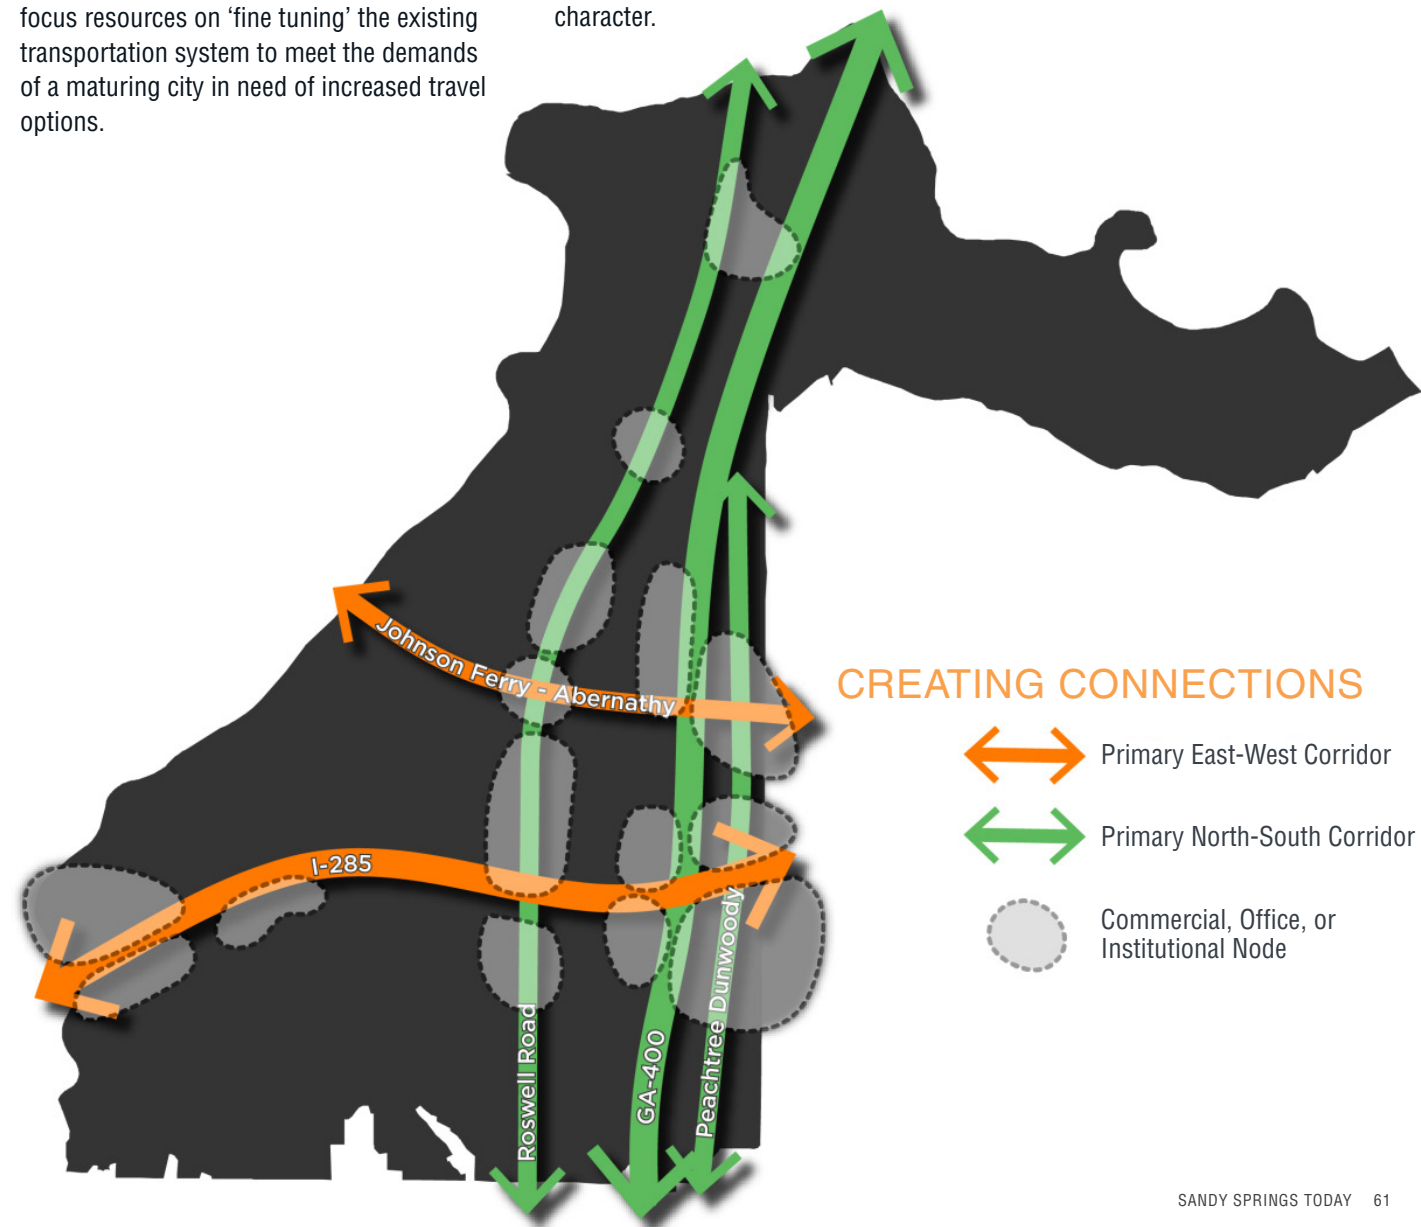 focus resources on ‘fine tuning’ the existing
transportation system to meet the demands
of a maturing city in need of increased travel
options.
character.
Johnson Ferry - Abernathy
I-285
Roswell Road
GA-400
Peachtree Dunwoody
CREATING CONNECTIONS
Primary East-West Corridor
Primary North-South Corridor
Commercial, Office, or
Institutional Node
SANDY SPRINGS TODAY 61